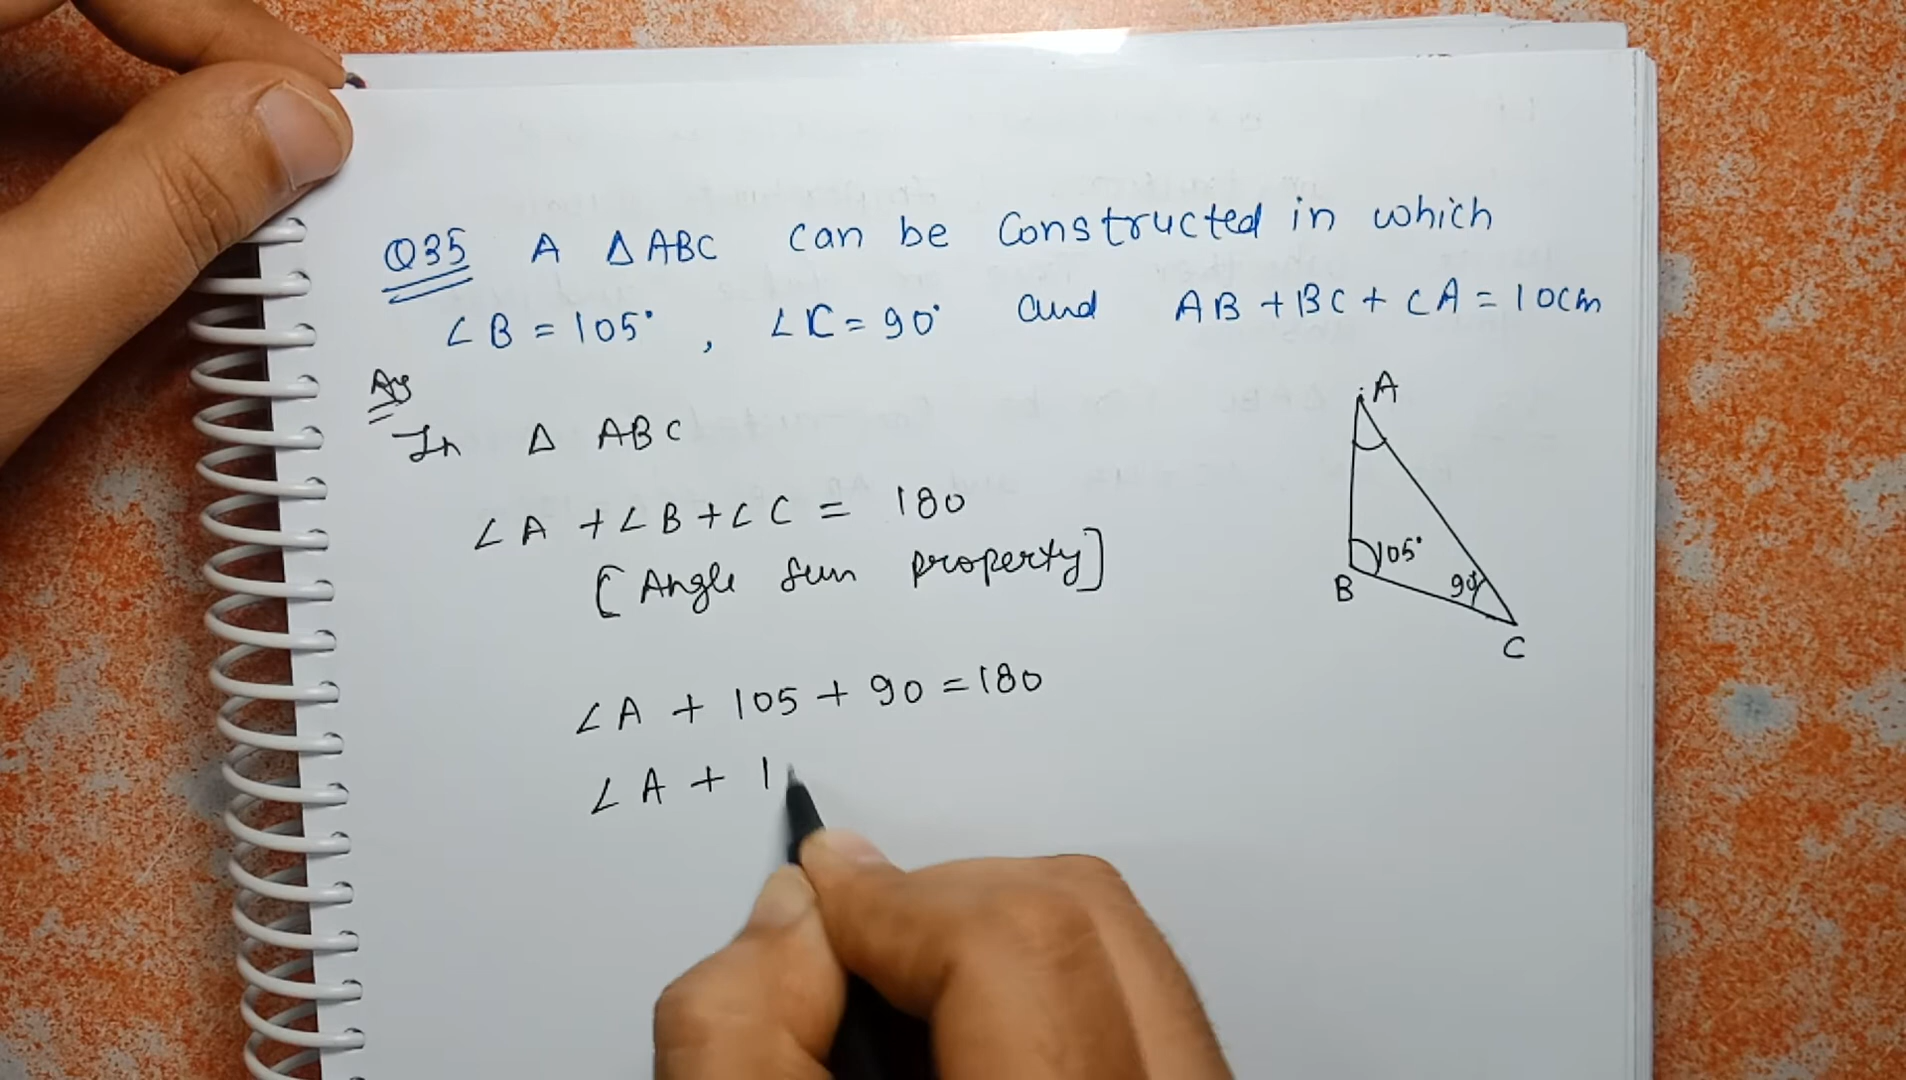 Q35 A △ABC can be constructed in which
∠B = 105°, ∠C = 90° and AB + BC + CA = 10cm
Ans
In △ ABC
∠A + ∠B + ∠C = 180
[Angle Sum property]
∠A + 105 + 90 = 180
∠A + 1
A
105°
B
90
C